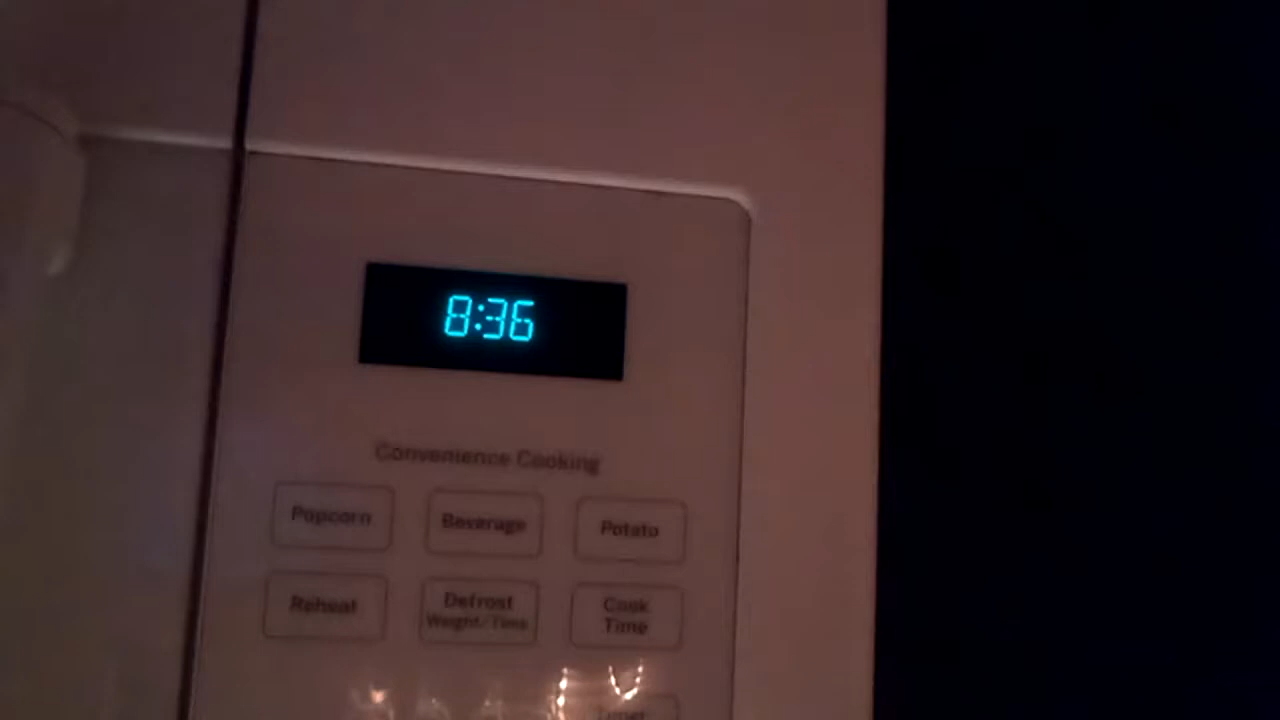 8:36
Convenience Cooking
Popcorn
Beverage
Potato
Reheat
Defrost
Weight/Time
Cook
Time